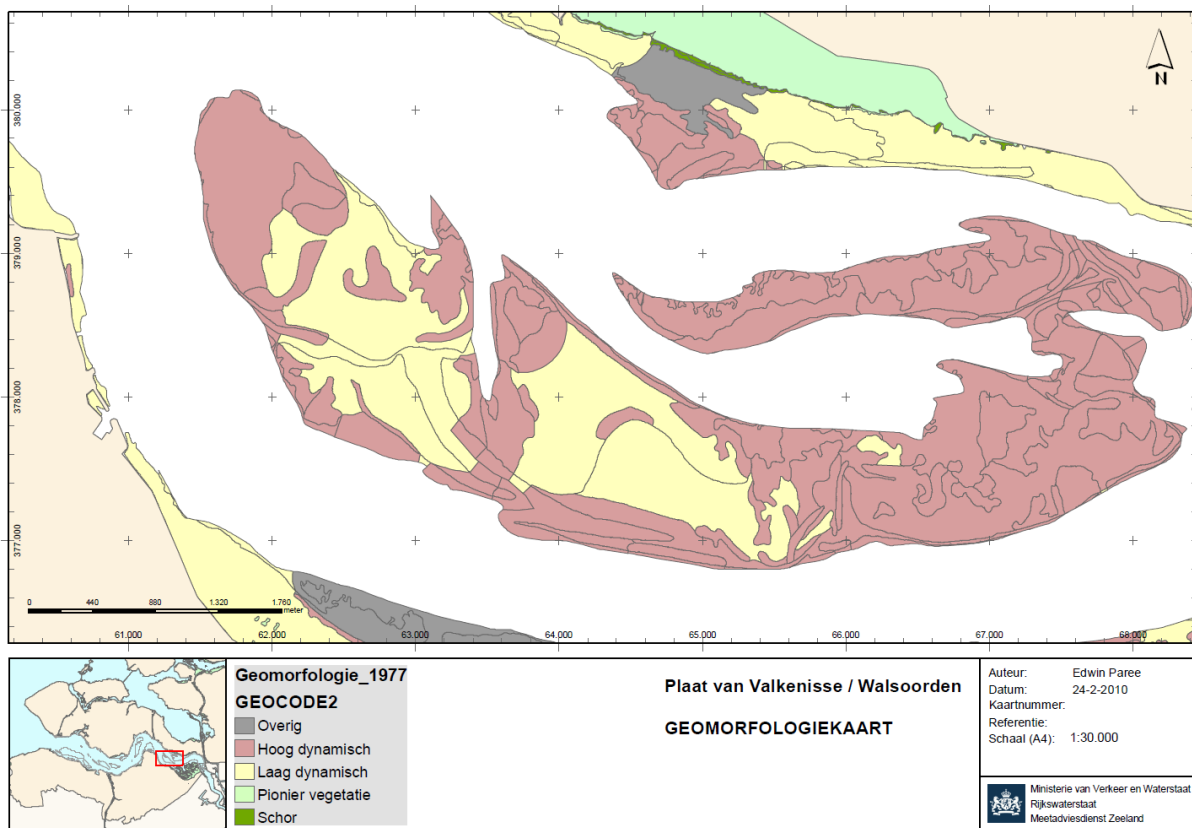 N
380.000
379.000
378.000
377.000
0 440 880 1.320 1.760
meter
61.000 62.000 63.000 64.000 65.000 66.000 67.000 68.000
Geomorfologie_1977
GEOCODE2
Overig
Hoog dynamisch
Laag dynamisch
Pionier vegetatie
Schor
Plaat van Valkenisse / Walsoorden
GEOMORFOLOGIEKAART
Auteur: Edwin Paree
Datum: 24-2-2010
Kaartnummer:
Referentie:
Schaal (A4): 1:30.000
Ministerie van Verkeer en Waterstaat
Rijkswaterstaat
Meetadviesdienst Zeeland